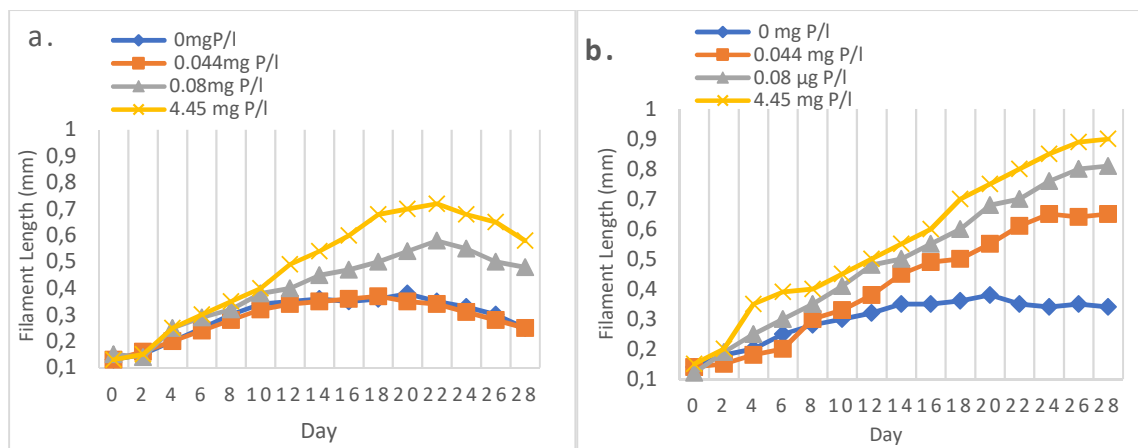 a.
0mgP/l
0.044mg P/l
0.08mg P/l
4.45 mg P/l
1
0,9
0,8
0,7
0,6
0,5
0,4
0,3
0,2
0,1
Filament Length (mm)
0 2 4 6 8 10 12 14 16 18 20 22 24 26 28
Day
b.
0 mg P/l
0.044 mg P/l
0.08 µg P/l
4.45 mg P/l
1
0,9
0,8
0,7
0,6
0,5
0,4
0,3
0,2
0,1
Filament Length (mm)
0 2 4 6 8 10 12 14 16 18 20 22 24 26 28
Day